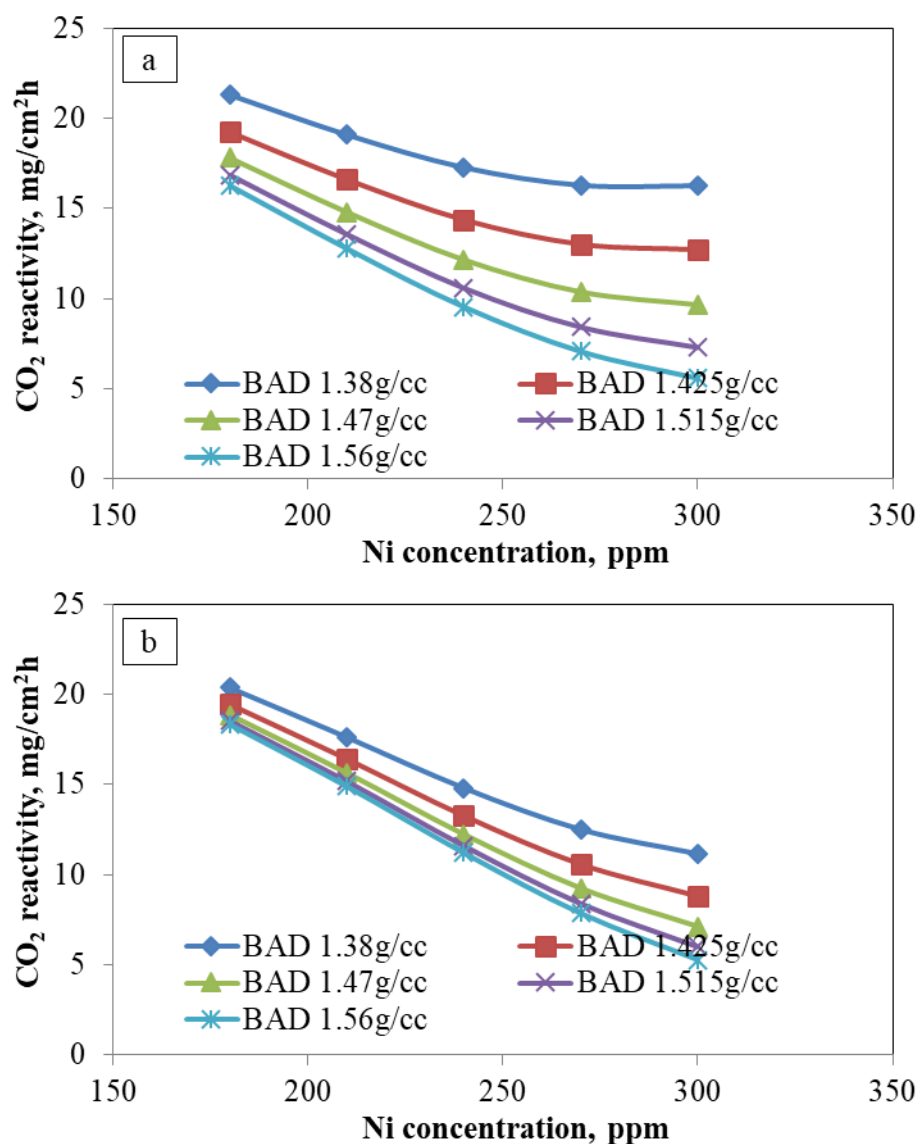 a
CO₂ reactivity, mg/cm²h
25
20
15
10
5
0
BAD 1.38g/cc BAD 1.425g/cc
BAD 1.47g/cc BAD 1.515g/cc
BAD 1.56g/cc
150 200 250 300 350
Ni concentration, ppm
b
CO₂ reactivity, mg/cm²h
25
20
15
10
5
0
BAD 1.38g/cc BAD 1.425g/cc
BAD 1.47g/cc BAD 1.515g/cc
BAD 1.56g/cc
150 200 250 300 350
Ni concentration, ppm